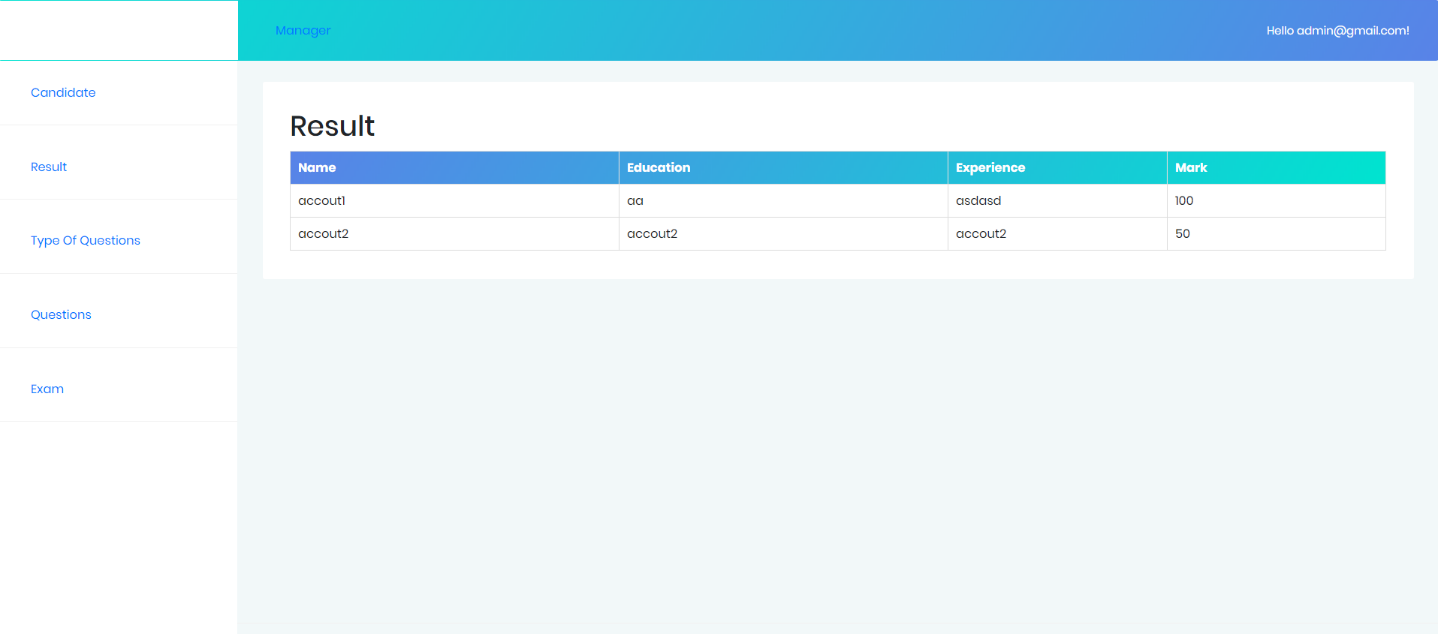 Manager
Hello admin@gmail.com!
Candidate
Result
Type Of Questions
Questions
Exam
Result
Name Education Experience Mark
accout1 aa asdasd 100
accout2 accout2 accout2 50